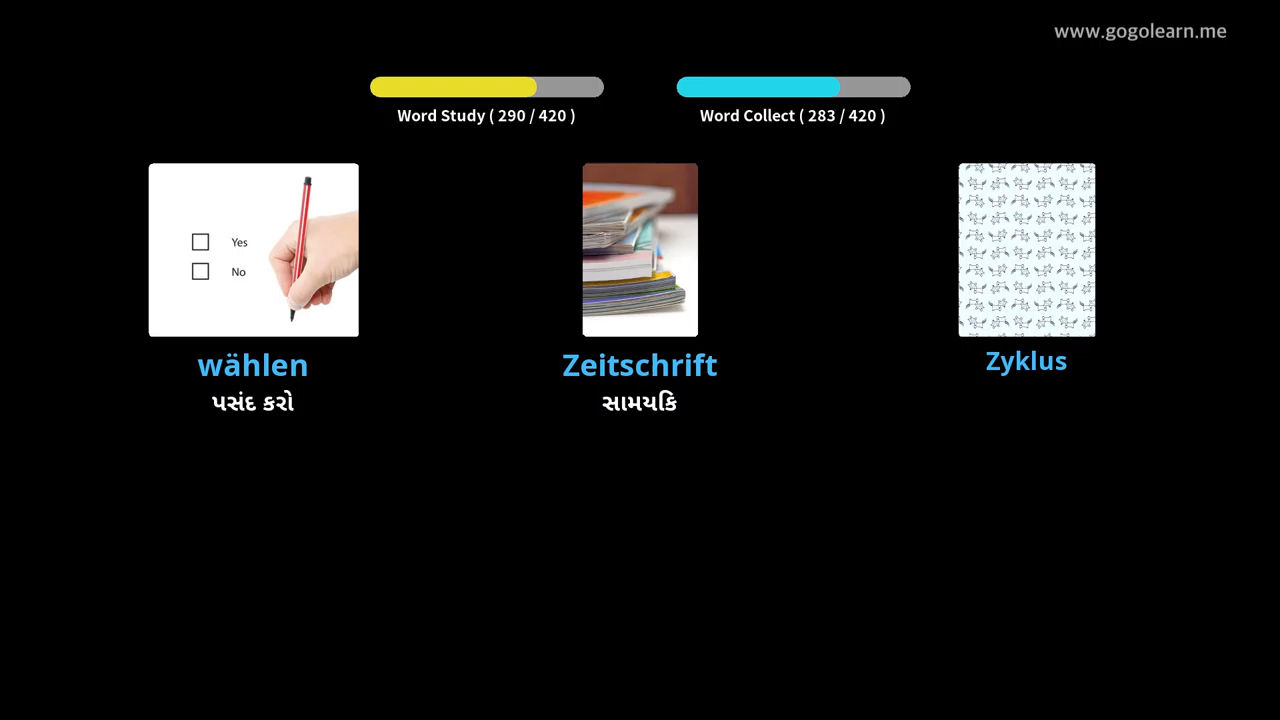 www.gogolearn.me
Word Study ( 290 / 420 )
Word Collect ( 283 / 420 )
Yes
No
wählen
Zeitschrift
Zyklus
પસંદ કરો
સામયિક